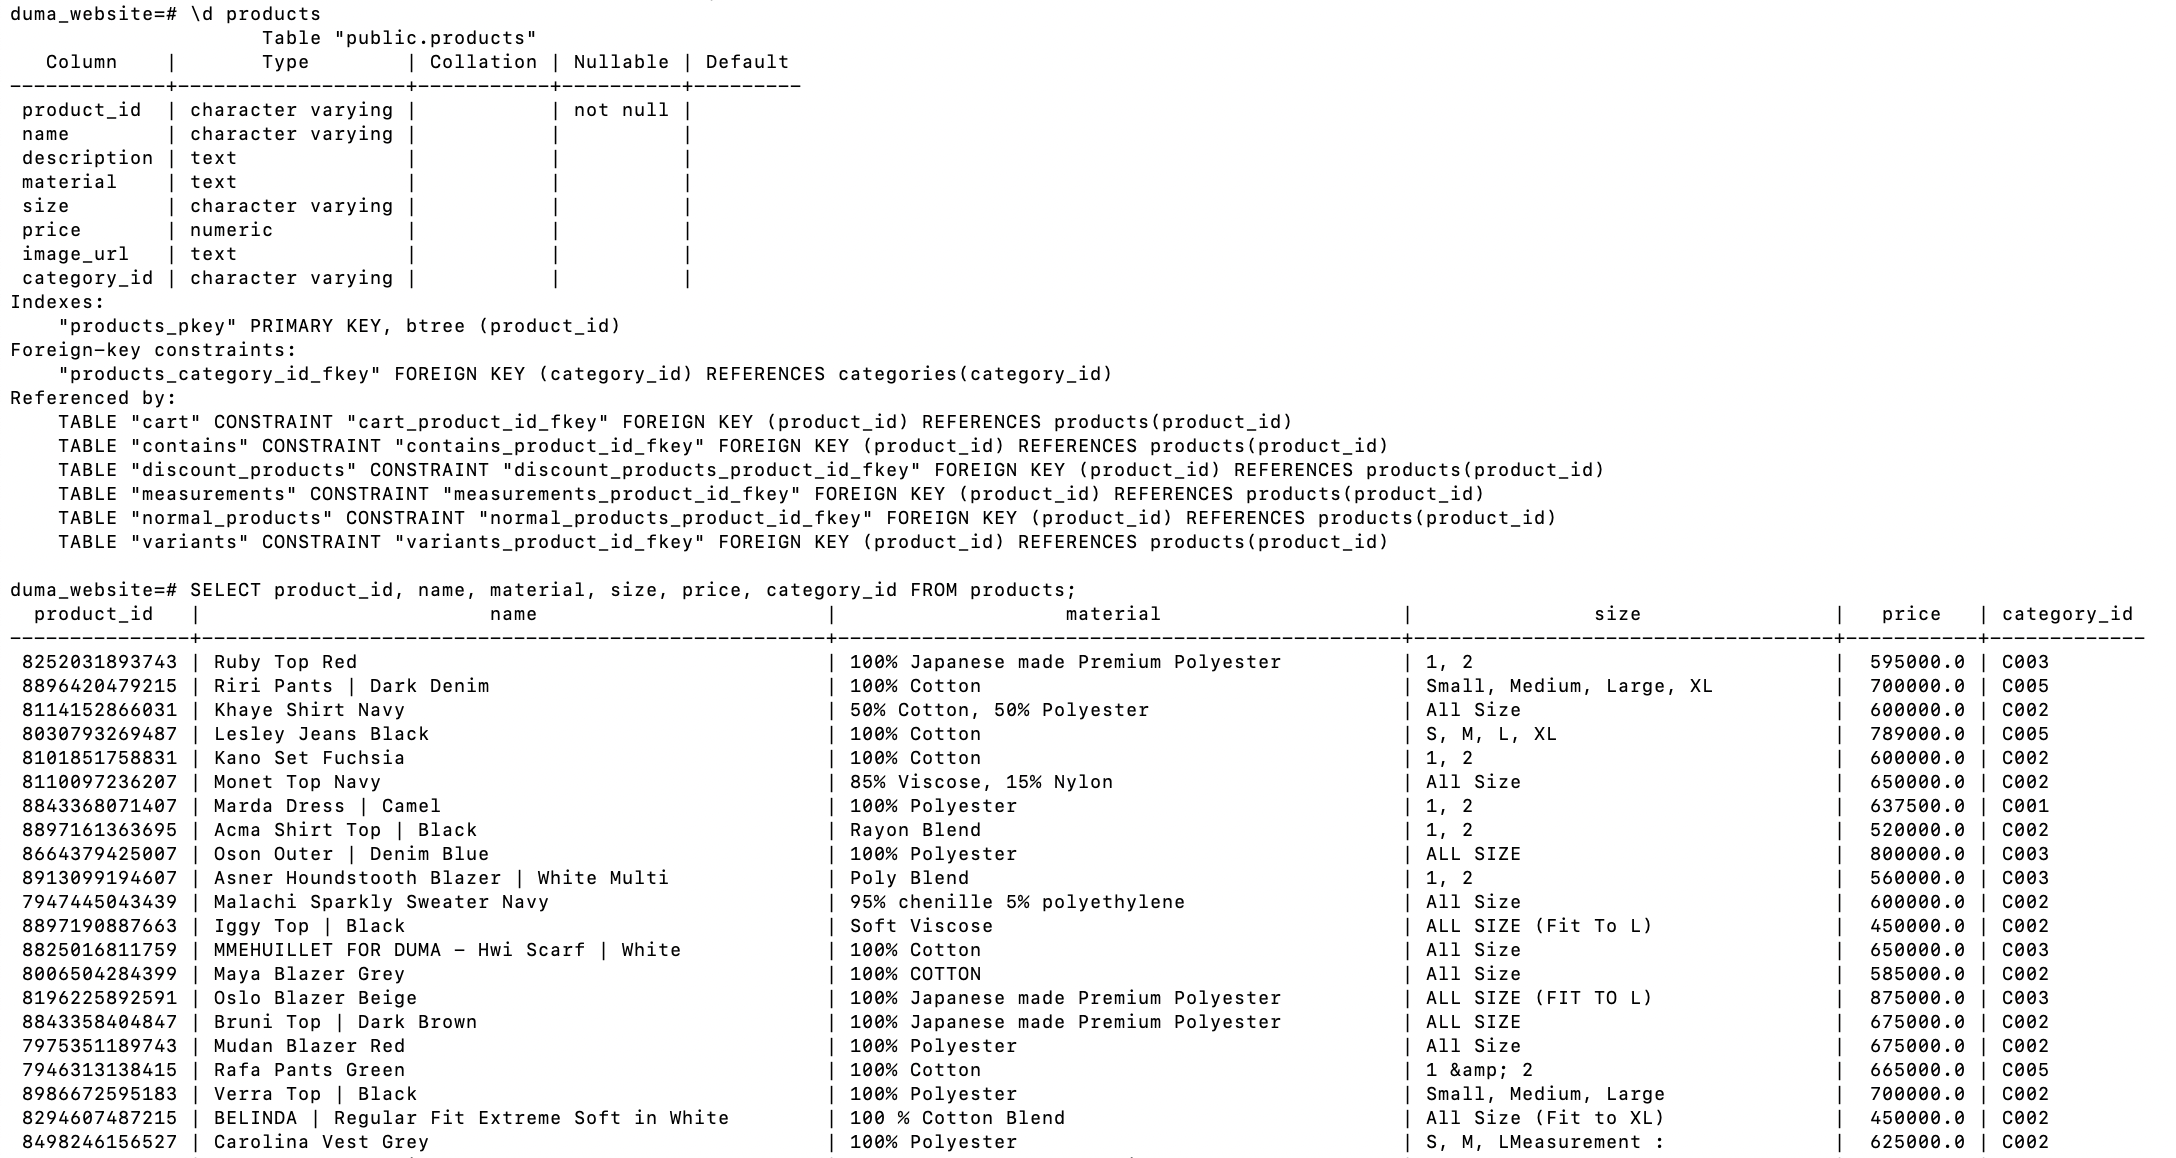 duma_website=# \d products
                     Table "public.products"
   Column    |       Type        | Collation | Nullable | Default
-------------+-------------------+-----------+----------+---------
 product_id  | character varying |           | not null |
 name        | character varying |           |          |
 description | text              |           |          |
 material    | text              |           |          |
 size        | character varying |           |          |
 price       | numeric           |           |          |
 image_url   | text              |           |          |
 category_id | character varying |           |          |
Indexes:
    "products_pkey" PRIMARY KEY, btree (product_id)
Foreign-key constraints:
    "products_category_id_fkey" FOREIGN KEY (category_id) REFERENCES categories(category_id)
Referenced by:
    TABLE "cart" CONSTRAINT "cart_product_id_fkey" FOREIGN KEY (product_id) REFERENCES products(product_id)
    TABLE "contains" CONSTRAINT "contains_product_id_fkey" FOREIGN KEY (product_id) REFERENCES products(product_id)
    TABLE "discount_products" CONSTRAINT "discount_products_product_id_fkey" FOREIGN KEY (product_id) REFERENCES products(product_id)
    TABLE "measurements" CONSTRAINT "measurements_product_id_fkey" FOREIGN KEY (product_id) REFERENCES products(product_id)
    TABLE "normal_products" CONSTRAINT "normal_products_product_id_fkey" FOREIGN KEY (product_id) REFERENCES products(product_id)
    TABLE "variants" CONSTRAINT "variants_product_id_fkey" FOREIGN KEY (product_id) REFERENCES products(product_id)

duma_website=# SELECT product_id, name, material, size, price, category_id FROM products;
  product_id   | name | material | size | price | category_id
---------------+------+----------+------+-------+-------------
 8252031893743 | Ruby Top Red | 100% Japanese made Premium Polyester | 1, 2 | 595000.0 | C003
 8896420479215 | Riri Pants | Dark Denim | 100% Cotton | Small, Medium, Large, XL | 700000.0 | C005
 8114152866031 | Khaye Shirt Navy | 50% Cotton, 50% Polyester | All Size | 600000.0 | C002
 8030793269487 | Lesley Jeans Black | 100% Cotton | S, M, L, XL | 789000.0 | C005
 8101851758831 | Kano Set Fuchsia | 100% Cotton | 1, 2 | 600000.0 | C002
 8110097236207 | Monet Top Navy | 85% Viscose, 15% Nylon | All Size | 650000.0 | C002
 8843368071407 | Marda Dress | Camel | 100% Polyester | 1, 2 | 637500.0 | C001
 8897161363695 | Acma Shirt Top | Black | Rayon Blend | 1, 2 | 520000.0 | C002
 8664379425007 | Oson Outer | Denim Blue | 100% Polyester | ALL SIZE | 800000.0 | C003
 8913099194607 | Asner Houndstooth Blazer | White Multi | Poly Blend | 1, 2 | 560000.0 | C003
 7947445043439 | Malachi Sparkly Sweater Navy | 95% chenille 5% polyethylene | All Size | 600000.0 | C002
 8897190887663 | Iggy Top | Black | Soft Viscose | ALL SIZE (Fit To L) | 450000.0 | C002
 8825016811759 | MMEHUILLET FOR DUMA – Hwi Scarf | White | 100% Cotton | All Size | 650000.0 | C003
 8006504284399 | Maya Blazer Grey | 100% COTTON | All Size | 585000.0 | C002
 8196225892591 | Oslo Blazer Beige | 100% Japanese made Premium Polyester | ALL SIZE (FIT TO L) | 875000.0 | C003
 8843358404847 | Bruni Top | Dark Brown | 100% Japanese made Premium Polyester | ALL SIZE | 675000.0 | C002
 7975351189743 | Mudan Blazer Red | 100% Polyester | All Size | 675000.0 | C002
 7946313138415 | Rafa Pants Green | 100% Cotton | 1 &amp; 2 | 665000.0 | C005
 8986672595183 | Verra Top | Black | 100% Polyester | Small, Medium, Large | 700000.0 | C002
 8294607487215 | BELINDA | Regular Fit Extreme Soft in White | 100 % Cotton Blend | All Size (Fit to XL) | 450000.0 | C002
 8498246156527 | Carolina Vest Grey | 100% Polyester | S, M, LMeasurement : | 625000.0 | C002